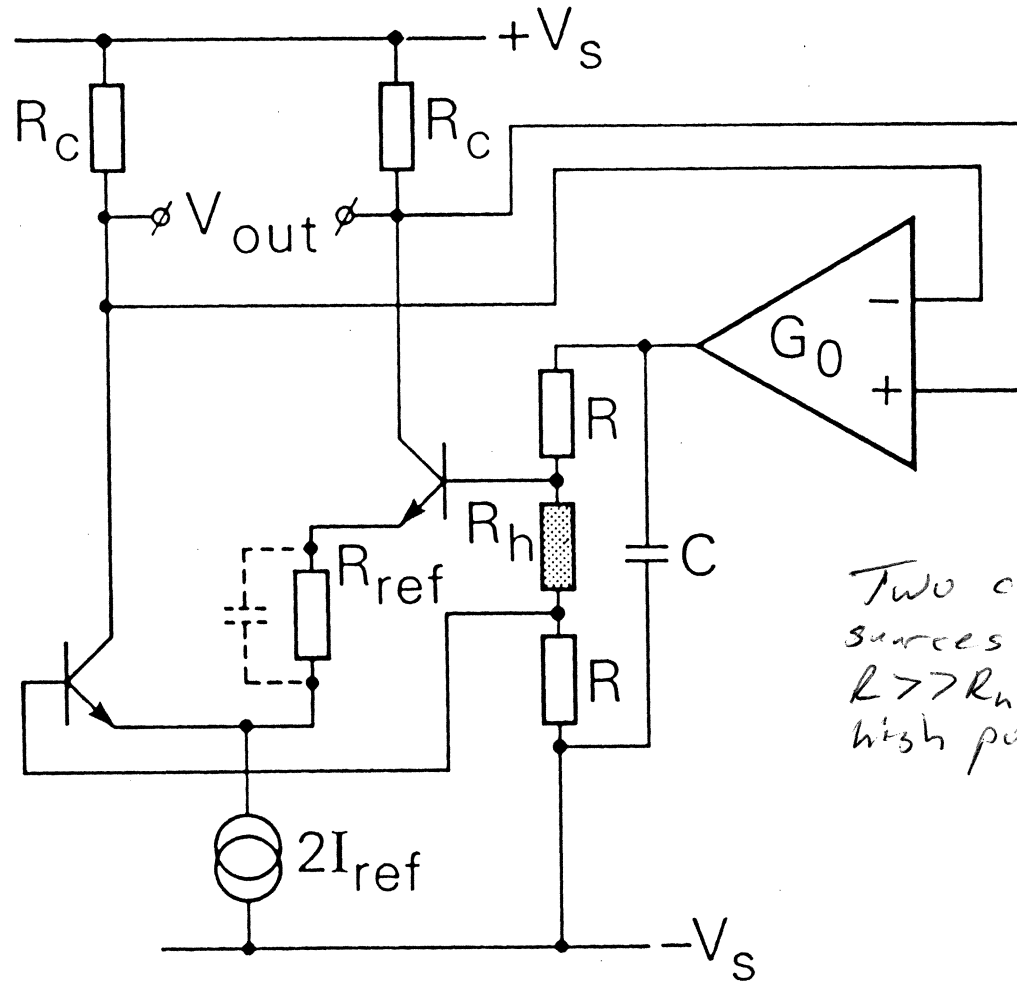 +Vs
Rc
Rc
Vout
G0
−
+
R
Rh
C
Rref
R
Two
sources
R>>Rh
high
2Iref
−Vs